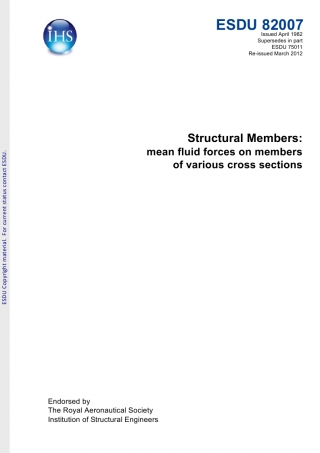 IHS
ESDU 82007
Issued April 1982
Supersedes in part
ESDU 75011
Re-issued March 2012
Structural Members:
mean fluid forces on members
of various cross sections
ESDU Copyright material. For current status contact ESDU.
Endorsed by
The Royal Aeronautical Society
Institution of Structural Engineers